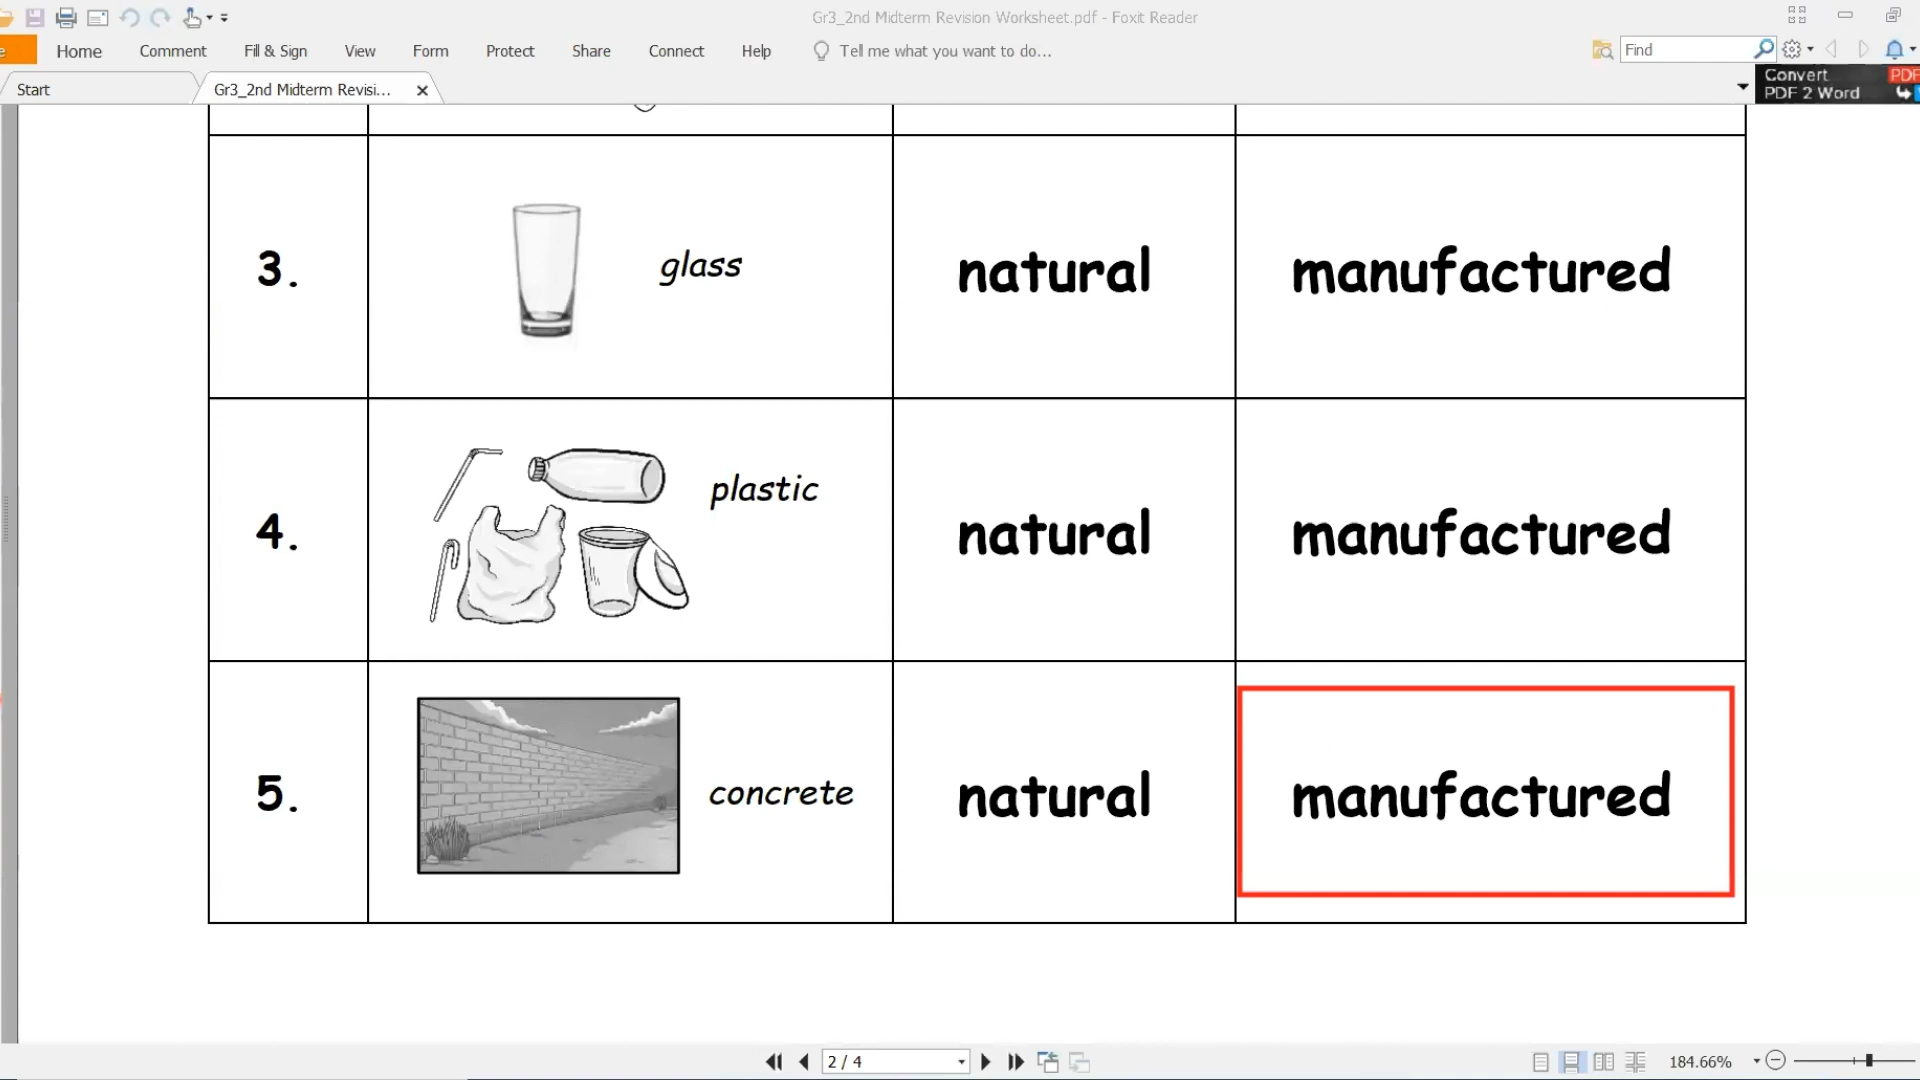 Gr3_2nd Midterm Revision Worksheet.pdf - Foxit Reader
Home Comment Fill & Sign View Form Protect Share Connect Help Tell me what you want to do... Find
Start Gr3_2nd Midterm Revisi... Convert PDF
PDF 2 Word
3. glass natural manufactured
4. plastic natural manufactured
5. concrete natural manufactured
2 / 4 184.66%